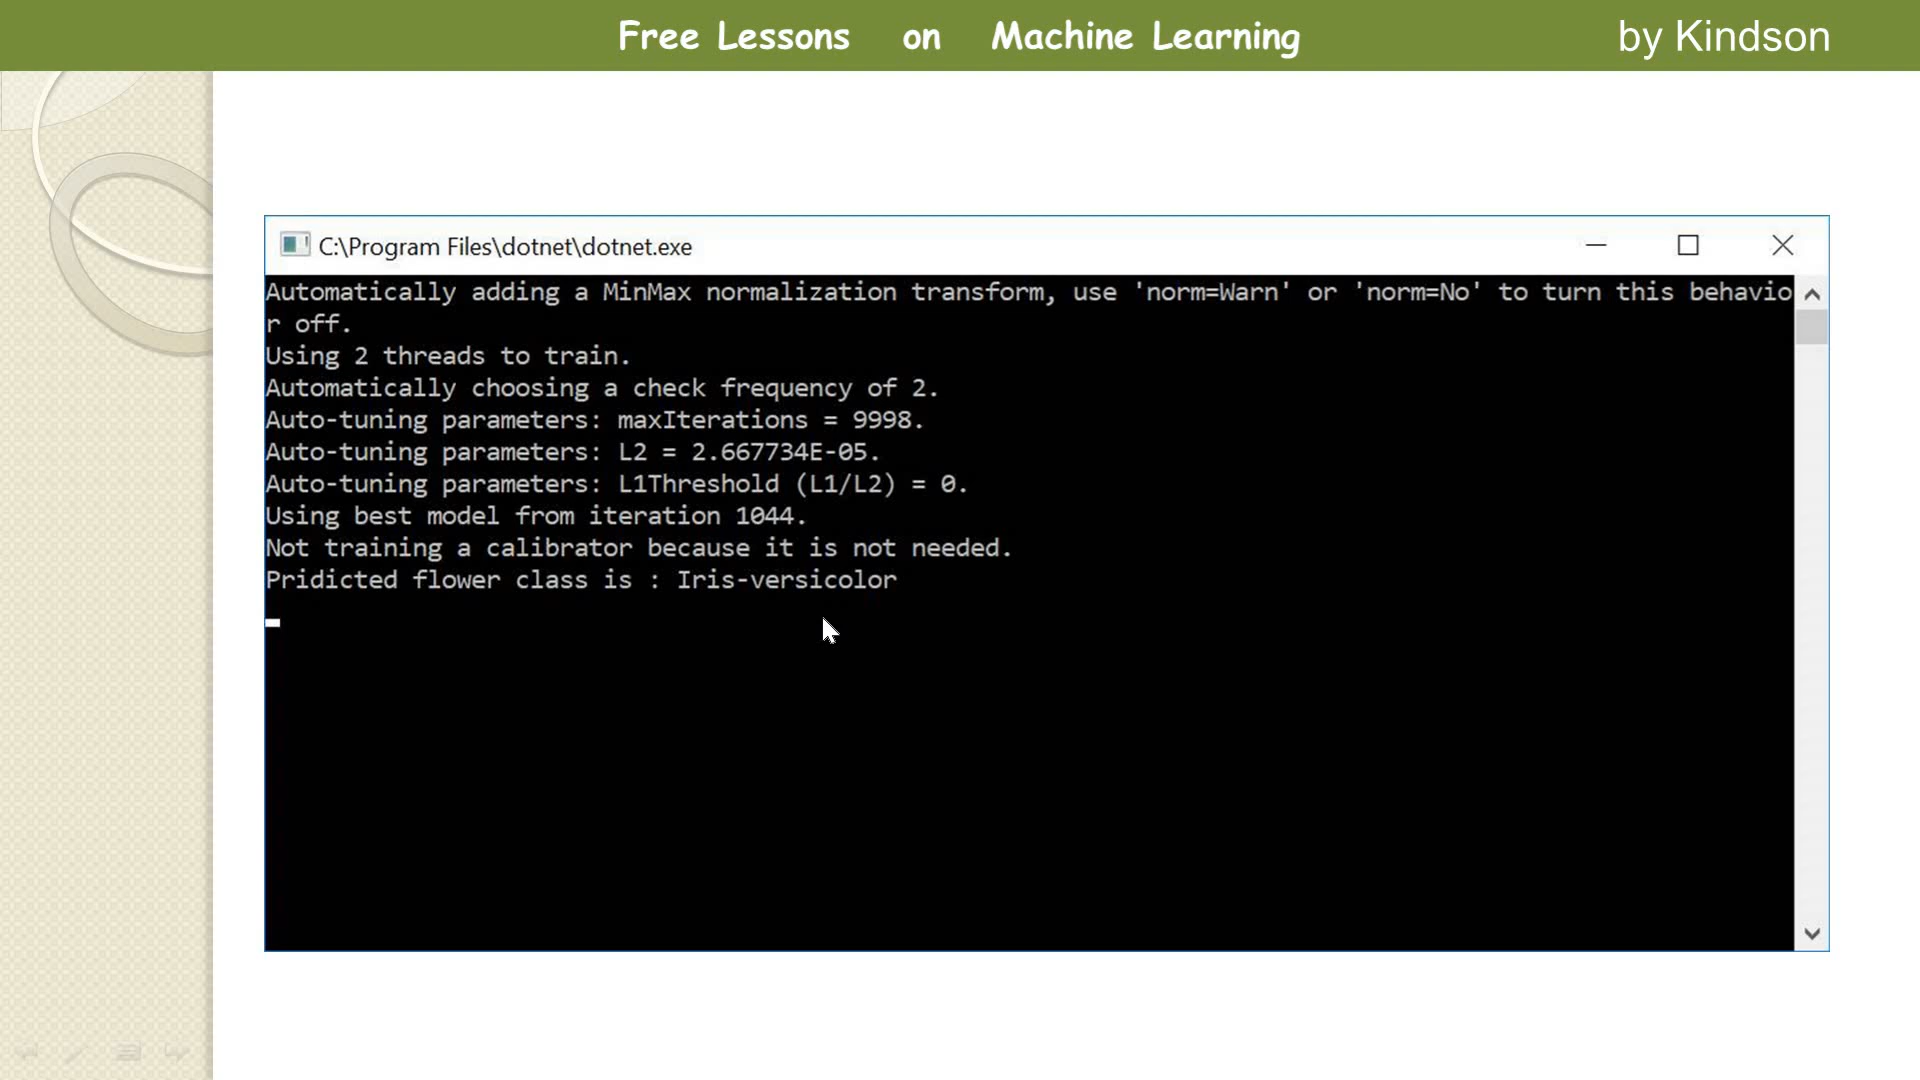 Free Lessons on Machine Learning by Kindson
C:\Program Files\dotnet\dotnet.exe
Automatically adding a MinMax normalization transform, use 'norm=Warn' or 'norm=No' to turn this behavio
r off.
Using 2 threads to train.
Automatically choosing a check frequency of 2.
Auto-tuning parameters: maxIterations = 9998.
Auto-tuning parameters: L2 = 2.667734E-05.
Auto-tuning parameters: L1Threshold (L1/L2) = 0.
Using best model from iteration 1044.
Not training a calibrator because it is not needed.
Pridicted flower class is : Iris-versicolor